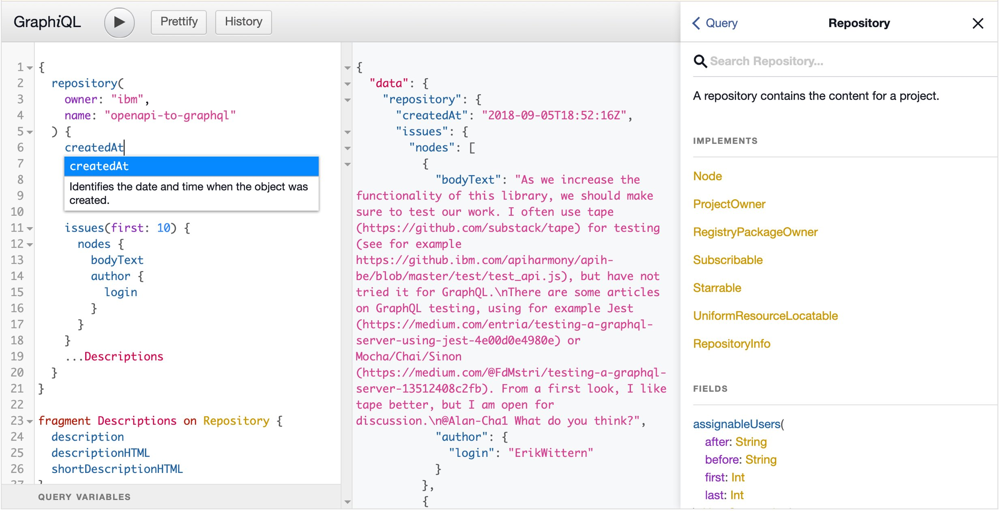 GraphiQL
Prettify
History
1 {
2 repository(
3 owner: "ibm",
4 name: "openapi-to-graphql"
5 ) {
6 createdAt
createdAt
Identifies the date and time when the object was
created.
7
8
9
10
11 issues(first: 10) {
12 nodes {
13 bodyText
14 author {
15 login
16 }
17 }
18 }
19 ...Descriptions
20 }
21 }
22
23 fragment Descriptions on Repository {
24 description
25 descriptionHTML
26 shortDescriptionHTML
27 }
QUERY VARIABLES
{
"data": {
"repository": {
"createdAt": "2018-09-05T18:52:16Z",
"issues": {
"nodes": [
{
"bodyText": "As we increase the
functionality of this library, we should make
sure to test our work. I often use tape
(https://github.com/substack/tape) for testing
(see for example
https://github.ibm.com/apiharmony/apih-
be/blob/master/test/test_api.js), but have not
tried it for GraphQL.\nThere are some articles
on GraphQL testing, using for example Jest
(https://medium.com/entria/testing-a-graphql-
server-using-jest-4e00d0e4980e) or
Mocha/Chai/Sinon
(https://medium.com/@FdMstri/testing-a-graphql-
server-13512408c2fb). From a first look, I like
tape better, but I am open for
discussion.\n@Alan-Cha1 What do you think?",
"author": {
"login": "ErikWittern"
}
},
{
Query
Repository
Search Repository...
A repository contains the content for a project.
IMPLEMENTS
Node
ProjectOwner
RegistryPackageOwner
Subscribable
Starrable
UniformResourceLocatable
RepositoryInfo
FIELDS
assignableUsers(
after: String
before: String
first: Int
last: Int